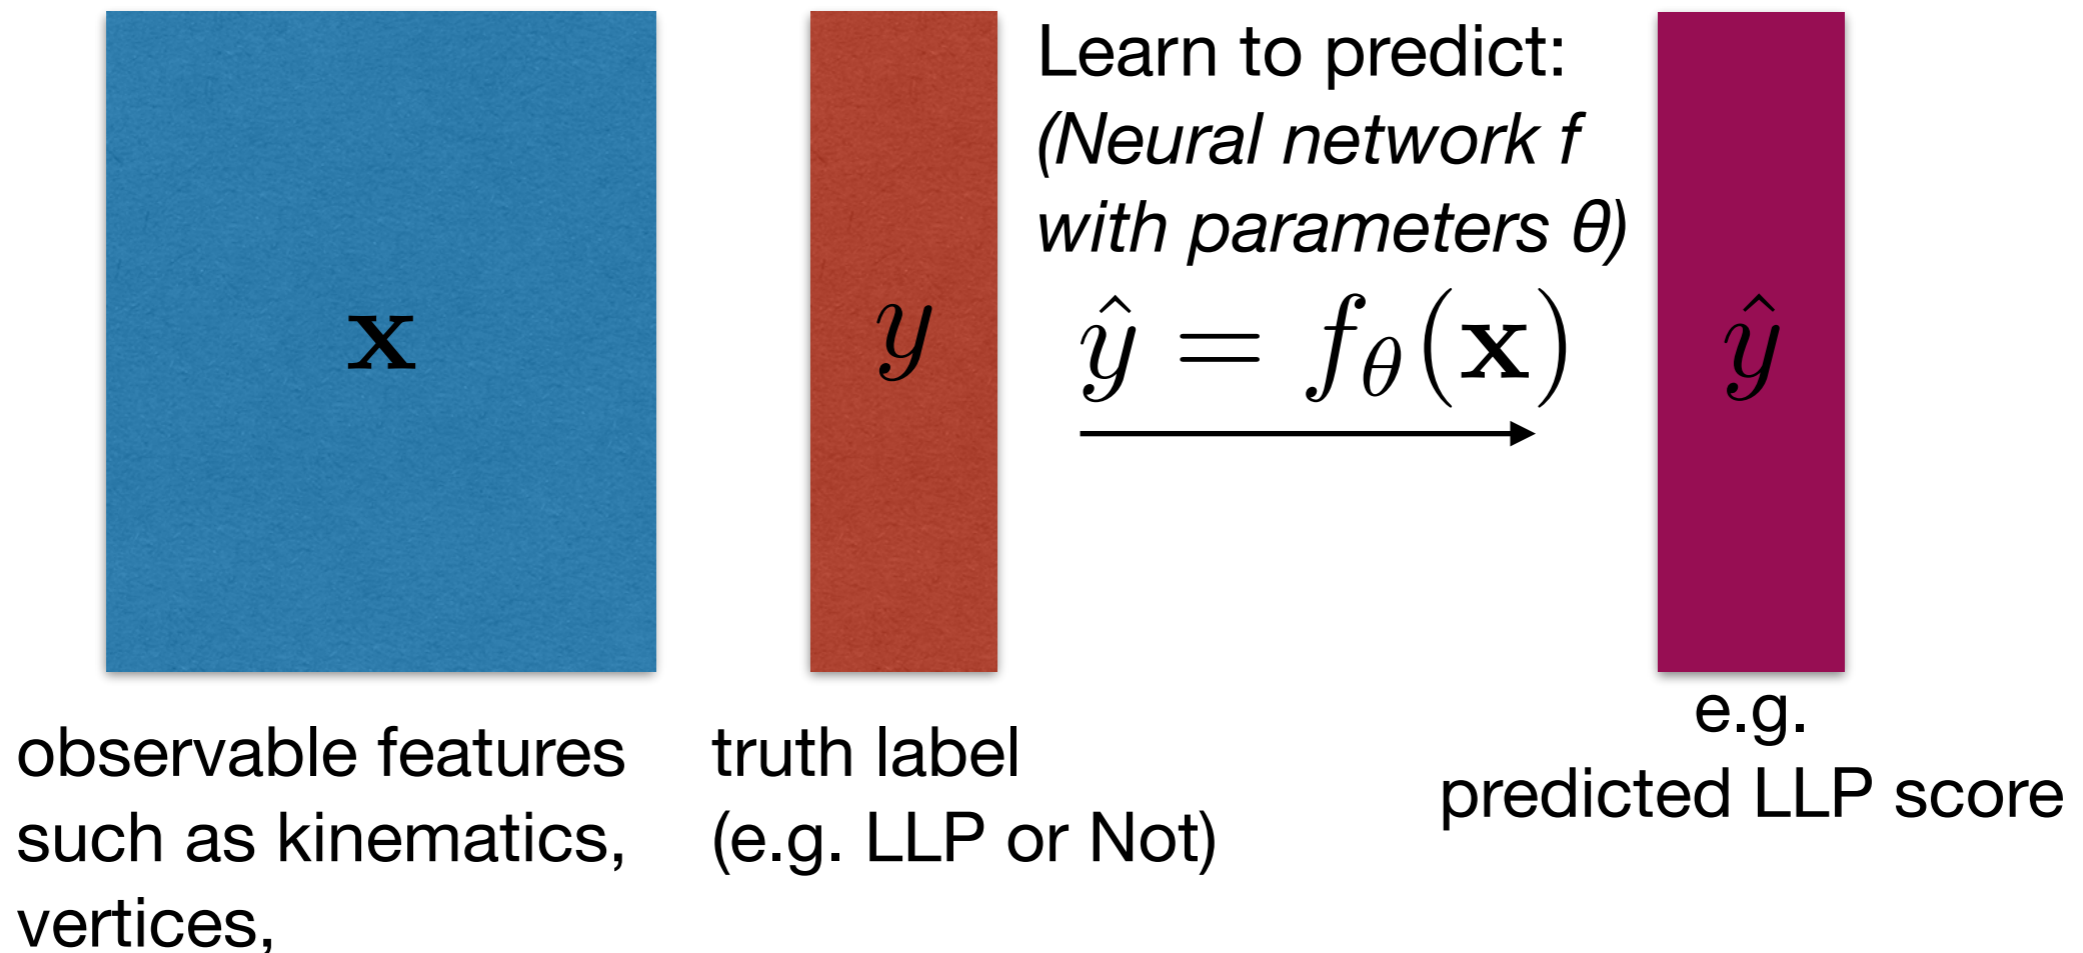 x
observable features
such as kinematics,
vertices,
y
truth label
(e.g. LLP or Not)
Learn to predict:
(Neural network f
with parameters θ)
ŷ = f_θ(x)
ŷ
e.g.
predicted LLP score